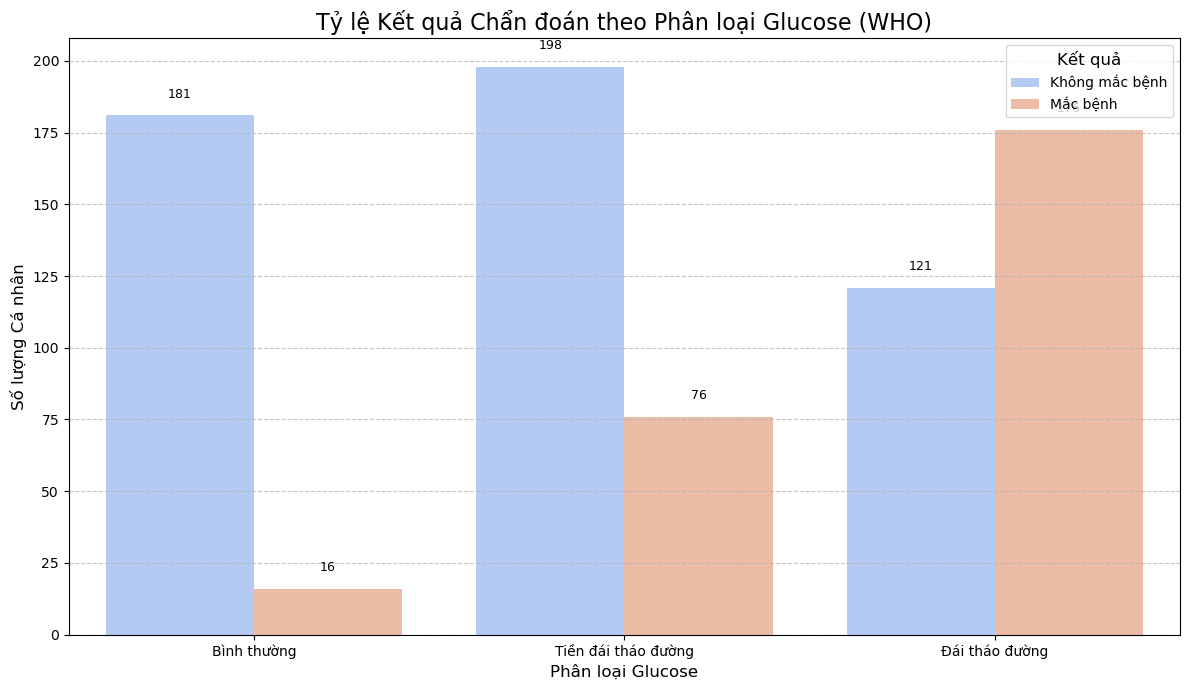 Tỷ lệ Kết quả Chẩn đoán theo Phân loại Glucose (WHO)
Kết quả
Không mắc bệnh
Mắc bệnh
Số lượng Cá nhân
200
175
150
125
100
75
50
25
0
181
16
198
76
121
Bình thường
Tiền đái tháo đường
Đái tháo đường
Phân loại Glucose